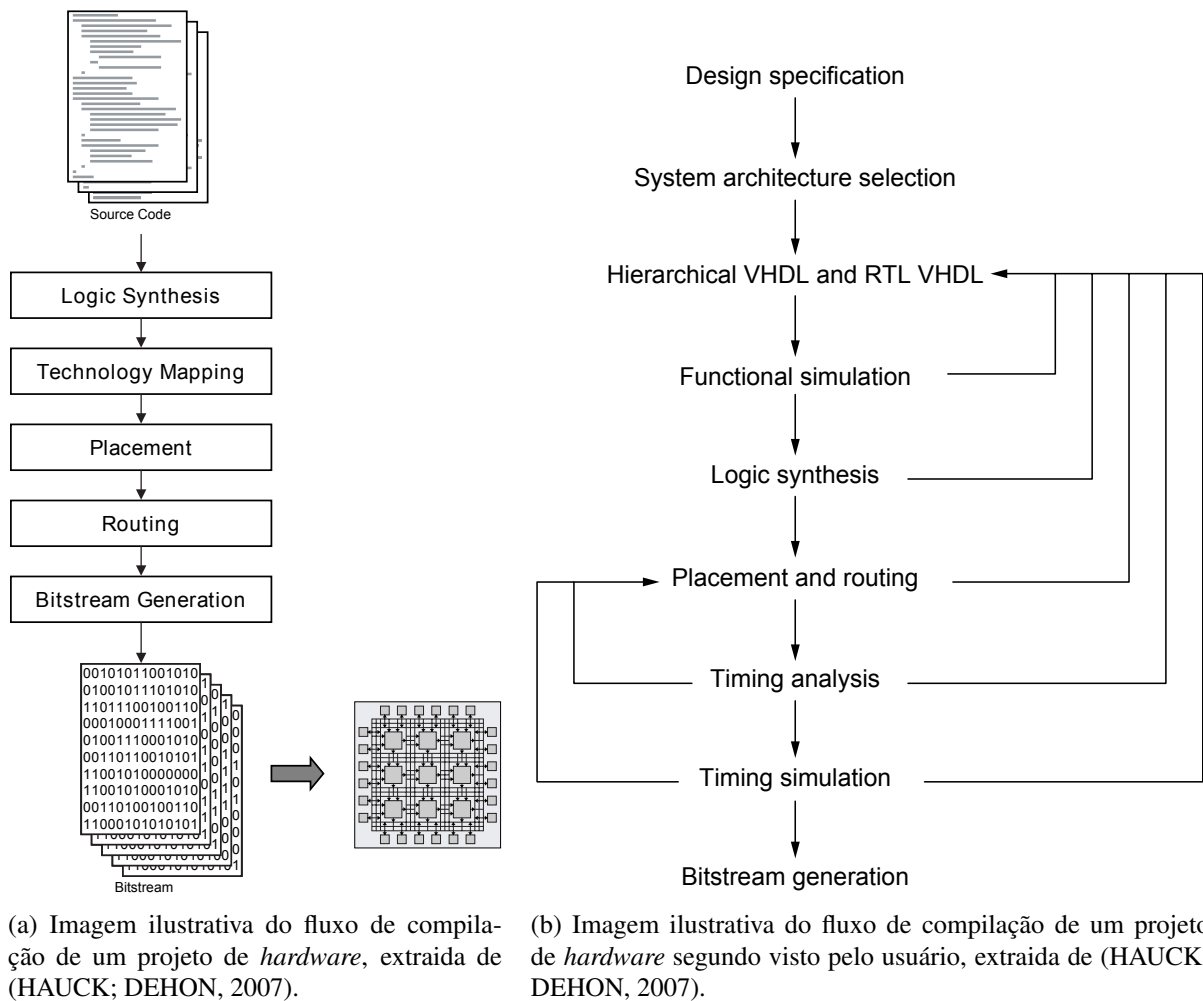 Source Code
Logic Synthesis
Technology Mapping
Placement
Routing
Bitstream Generation
00101011001010
01001011101010
11011100100110
00010001111001
01001110001010
00110110010101
11001010000000
11001010001010
00110100100110
11000101010101
Bitstream
(a) Imagem ilustrativa do fluxo de compila-
ção de um projeto de hardware, extraida de
(HAUCK; DEHON, 2007).
Design specification
System architecture selection
Hierarchical VHDL and RTL VHDL
Functional simulation
Logic synthesis
Placement and routing
Timing analysis
Timing simulation
Bitstream generation
(b) Imagem ilustrativa do fluxo de compilação de um projeto
de hardware segundo visto pelo usuário, extraida de (HAUCK
DEHON, 2007).